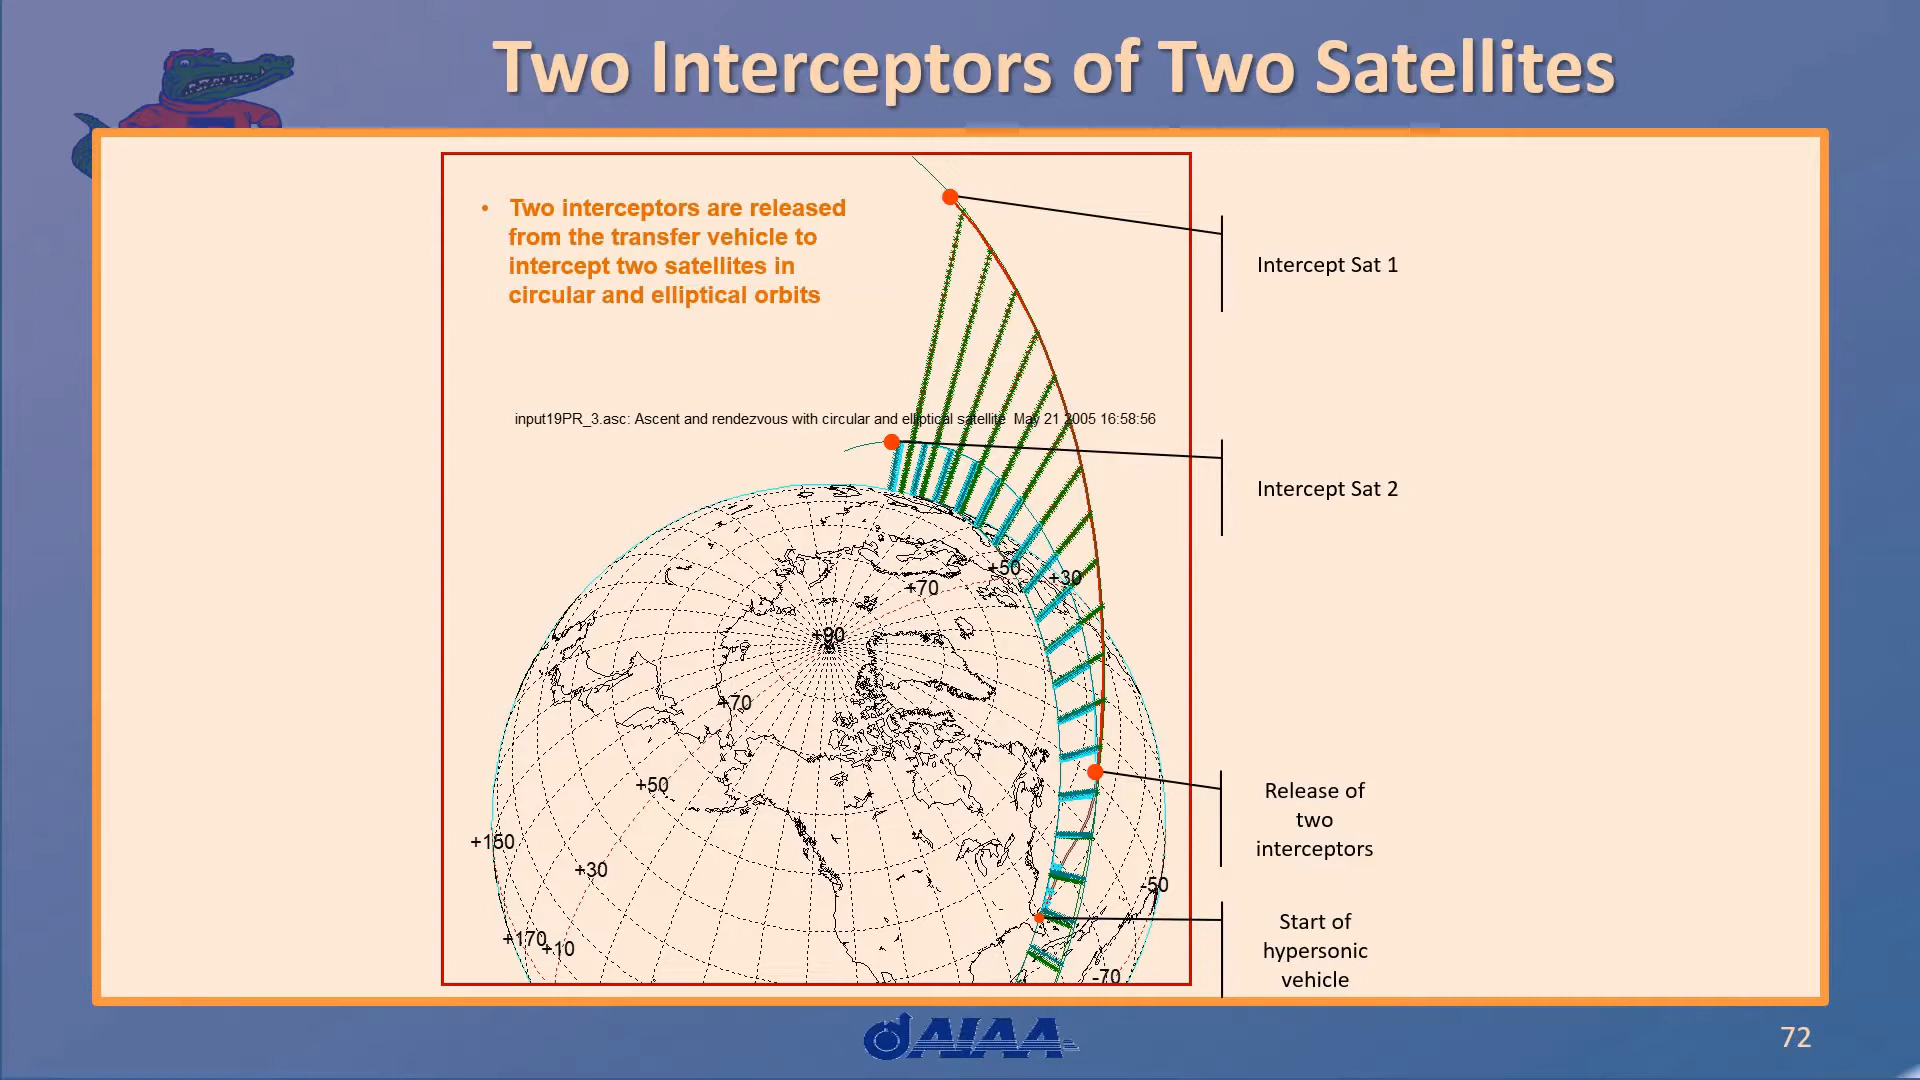 Two Interceptors of Two Satellites
• Two interceptors are released
from the transfer vehicle to
intercept two satellites in
circular and elliptical orbits
Intercept Sat 1
input19PR_3.asc: Ascent and rendezvous with circular and elliptical satellite May 21 2005 16:58:56
Intercept Sat 2
+50
+30
+70
+90
+70
+50
Release of
two
interceptors
+150
+30
-50
Start of
hypersonic
vehicle
+170
+10
-70
AIAA
72